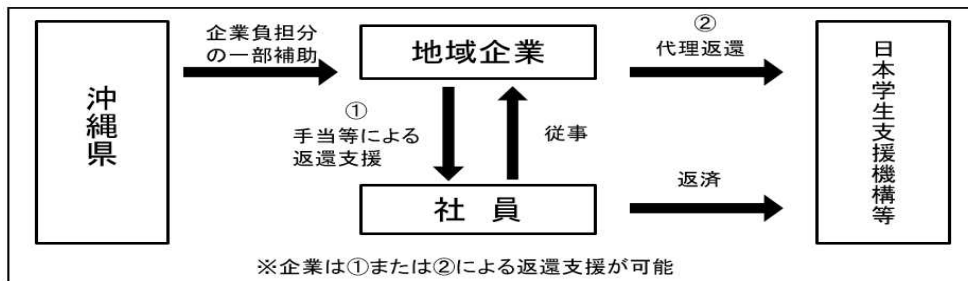 沖縄県
企業負担分
の一部補助
地域企業
②
代理返還
①
手当等による
返還支援
従事
社　員
返済
日本学生支援機構等
※企業は①または②による返還支援が可能